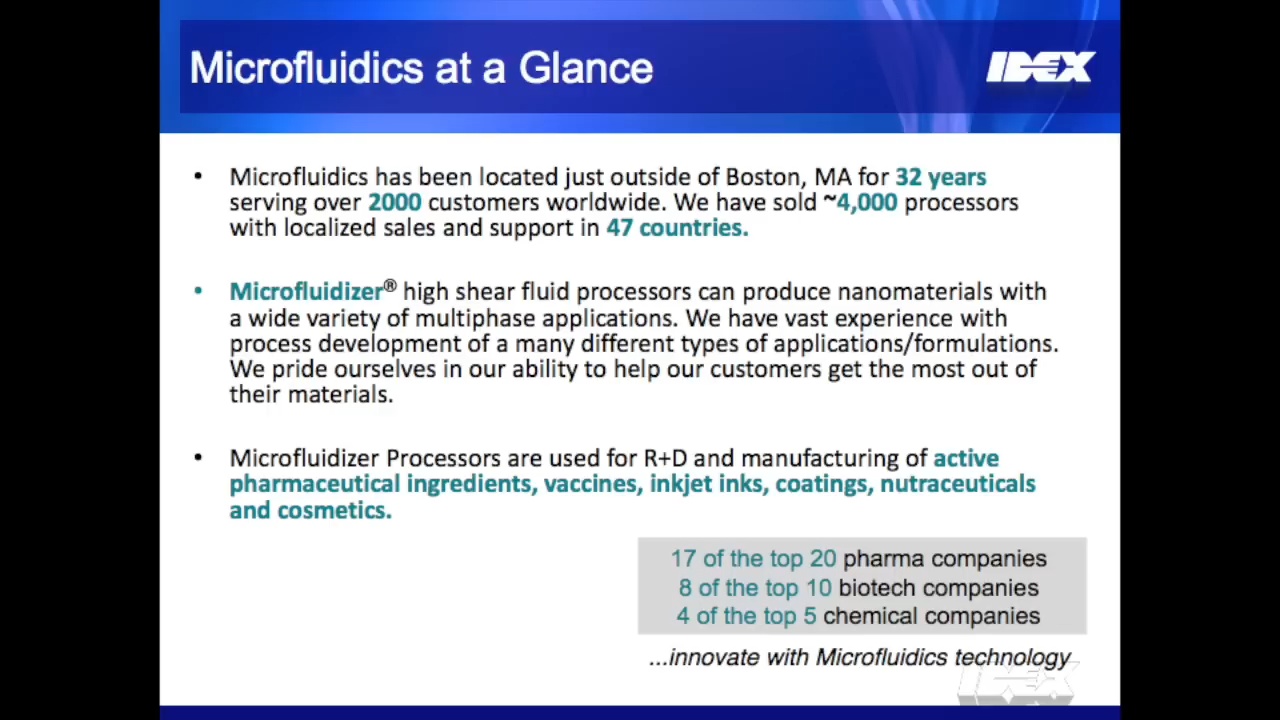 Microfluidics at a Glance
IDEX
• Microfluidics has been located just outside of Boston, MA for 32 years
serving over 2000 customers worldwide. We have sold ~4,000 processors
with localized sales and support in 47 countries.
• Microfluidizer® high shear fluid processors can produce nanomaterials with
a wide variety of multiphase applications. We have vast experience with
process development of a many different types of applications/formulations.
We pride ourselves in our ability to help our customers get the most out of
their materials.
• Microfluidizer Processors are used for R+D and manufacturing of active
pharmaceutical ingredients, vaccines, inkjet inks, coatings, nutraceuticals
and cosmetics.
17 of the top 20 pharma companies
8 of the top 10 biotech companies
4 of the top 5 chemical companies
...innovate with Microfluidics technology
IDEX